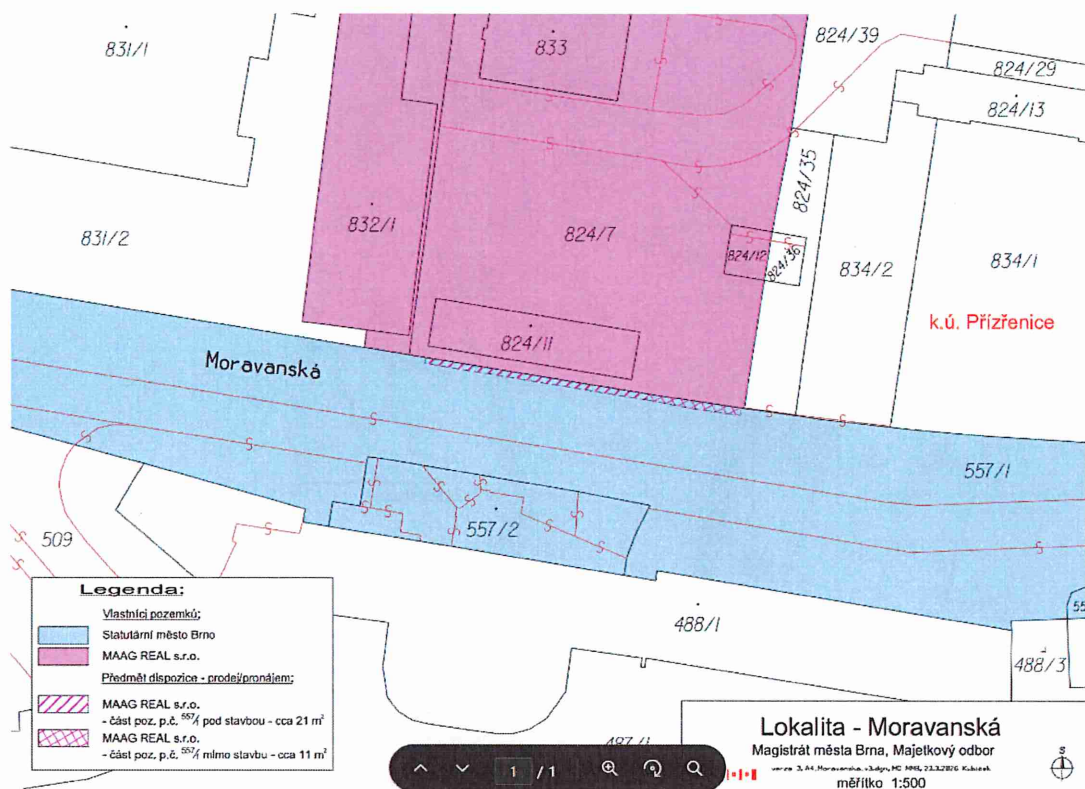 831/1
833
824/39
824/29
824/13
824/35
832/1
824/7
831/2
824/12
824/36
834/2
834/1
k.ú. Přízřenice
824/11
Moravanská
557/1
557/2
509
488/1
488/3
Legenda:
Vlastníci pozemků:
Statutární město Brno
MAAG REAL s.r.o.
Předmět dispozice - prodej/pronájem:
MAAG REAL s.r.o.
- část poz. p.č. 557/1 pod stavbou - cca 21 m²
MAAG REAL s.r.o.
- část poz. p.č. 557/1 mimo stavbu - cca 11 m²
Lokalita - Moravanská
Magistrát města Brna, Majetkový odbor
měřítko 1:500
S
1 / 1